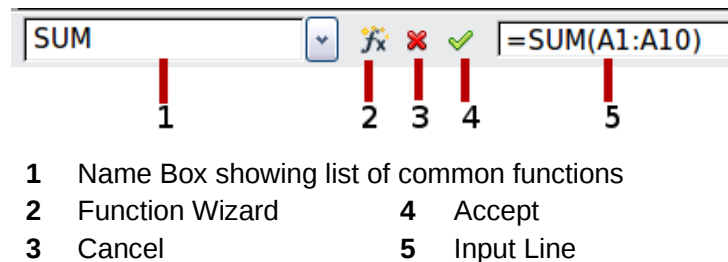 SUM fx =SUM(A1:A10)
1 2 3 4 5
1 Name Box showing list of common functions
2 Function Wizard 4 Accept
3 Cancel 5 Input Line